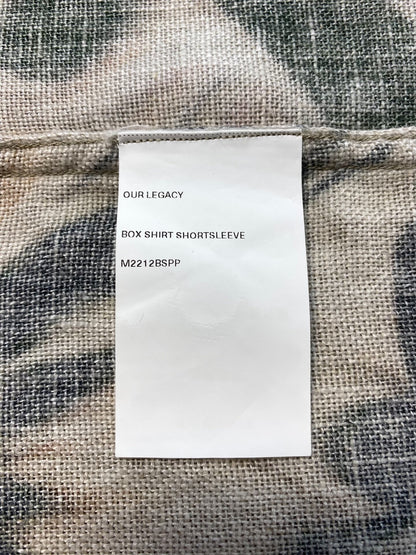 OUR LEGACY
BOX SHIRT SHORTSLEEVE
M2212BSPP